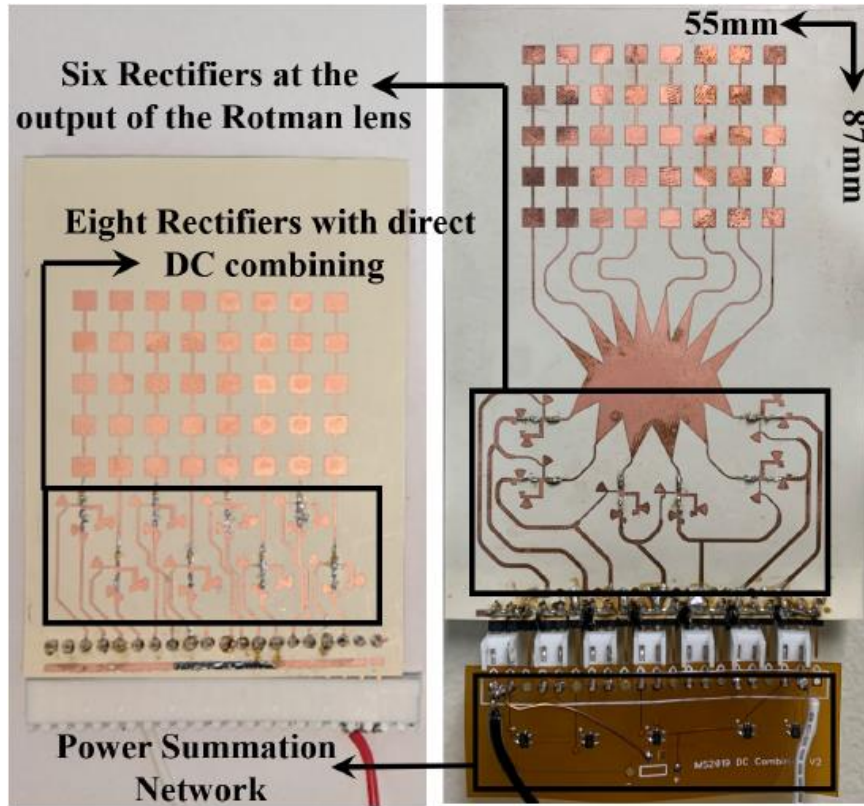 Six Rectifiers at the
output of the Rotman lens
55mm
87mm
Eight Rectifiers with direct
DC combining
Power Summation
Network
IMS2019 DC Combiner V2